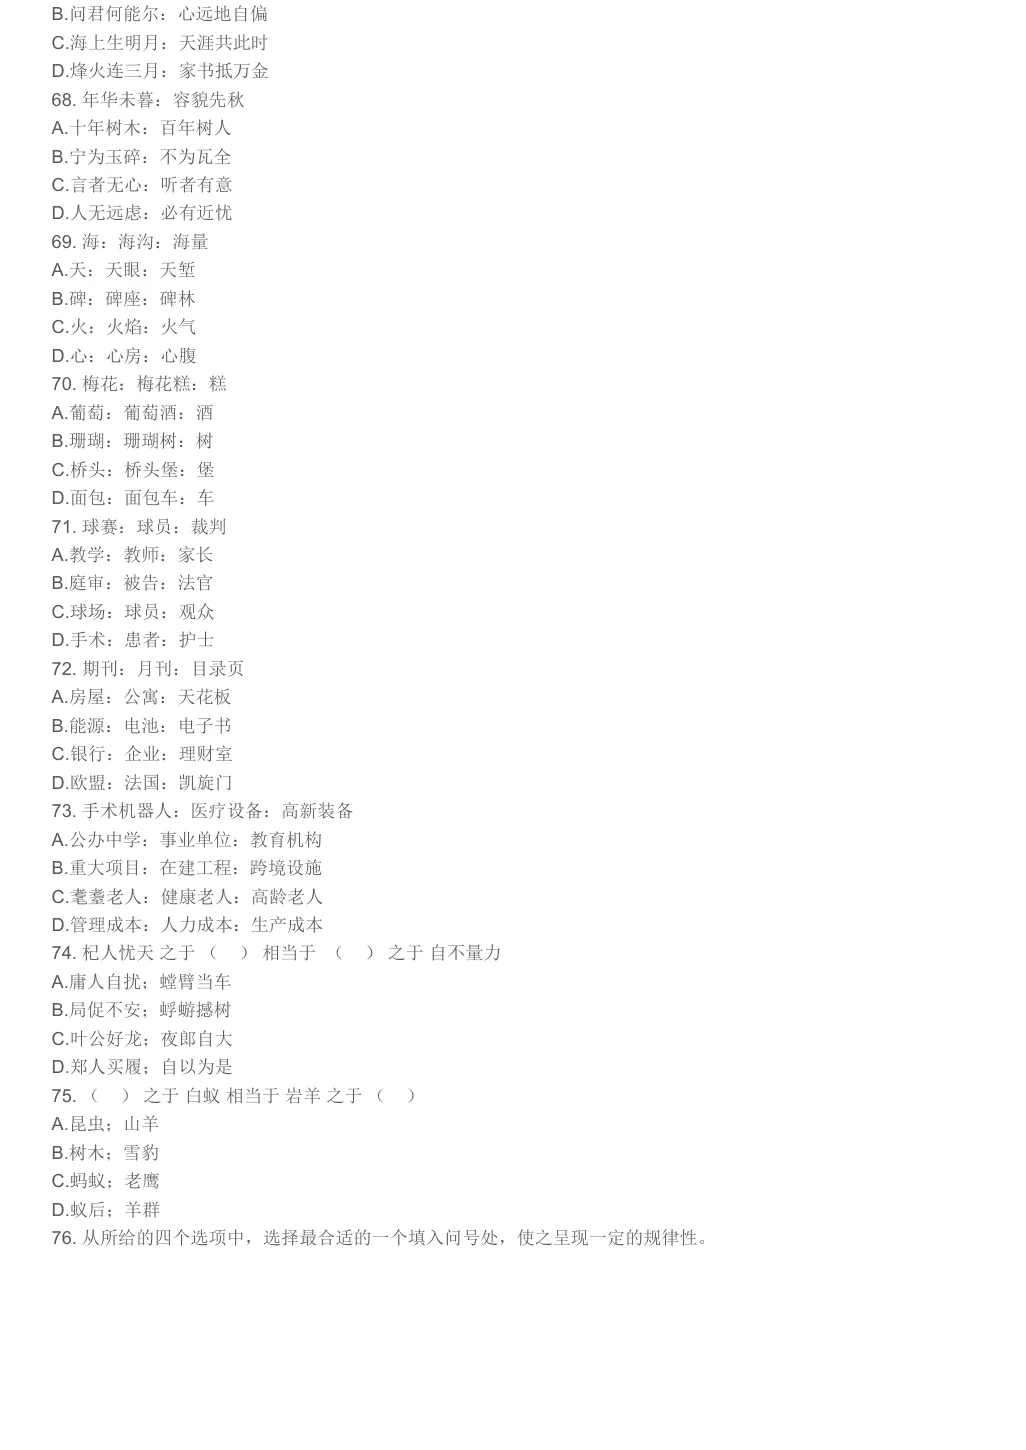 B.问君何能尔：心远地自偏
C.海上生明月：天涯共此时
D.烽火连三月：家书抵万金
68. 年华未暮：容貌先秋
A.十年树木：百年树人
B.宁为玉碎：不为瓦全
C.言者无心：听者有意
D.人无远虑：必有近忧
69. 海：海沟：海量
A.天：天眼：天堑
B.碑：碑座：碑林
C.火：火焰：火气
D.心：心房：心腹
70. 梅花：梅花糕：糕
A.葡萄：葡萄酒：酒
B.珊瑚：珊瑚树：树
C.桥头：桥头堡：堡
D.面包：面包车：车
71. 球赛：球员：裁判
A.教学：教师：家长
B.庭审：被告：法官
C.球场：球员：观众
D.手术：患者：护士
72. 期刊：月刊：目录页
A.房屋：公寓：天花板
B.能源：电池：电子书
C.银行：企业：理财室
D.欧盟：法国：凯旋门
73. 手术机器人：医疗设备：高新装备
A.公办中学：事业单位：教育机构
B.重大项目：在建工程：跨境设施
C.耄耋老人：健康老人：高龄老人
D.管理成本：人力成本：生产成本
74. 杞人忧天 之于 （    ） 相当于 （    ） 之于 自不量力
A.庸人自扰；螳臂当车
B.局促不安；蜉蝣撼树
C.叶公好龙；夜郎自大
D.郑人买履；自以为是
75. （    ） 之于 白蚁 相当于 岩羊 之于 （    ）
A.昆虫；山羊
B.树木；雪豹
C.蚂蚁；老鹰
D.蚁后；羊群
76. 从所给的四个选项中，选择最合适的一个填入问号处，使之呈现一定的规律性。